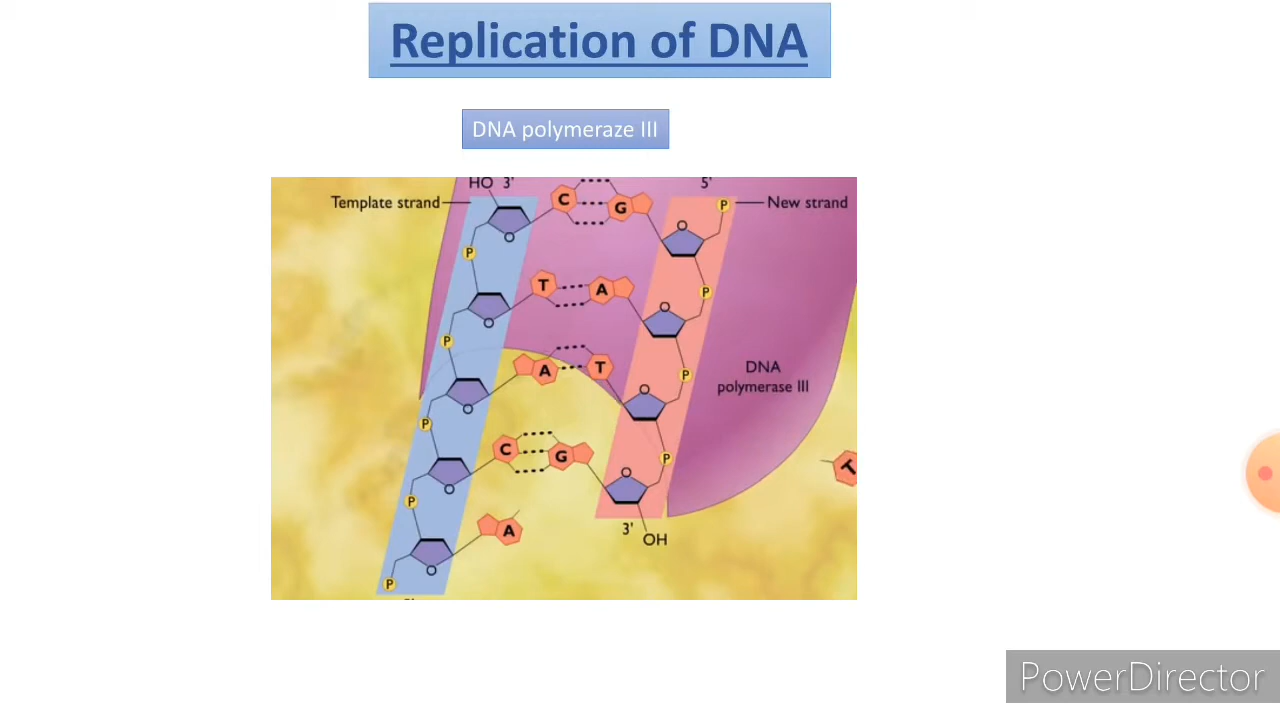 Replication of DNA
DNA polymeraze III
HO 3' 5'
Template strand C G P New strand
O
P O
T A P
O
P O
DNA
A T P polymerase III
O
P O
C G P T
O
P O
A 3'
OH
O
P
PowerDirector